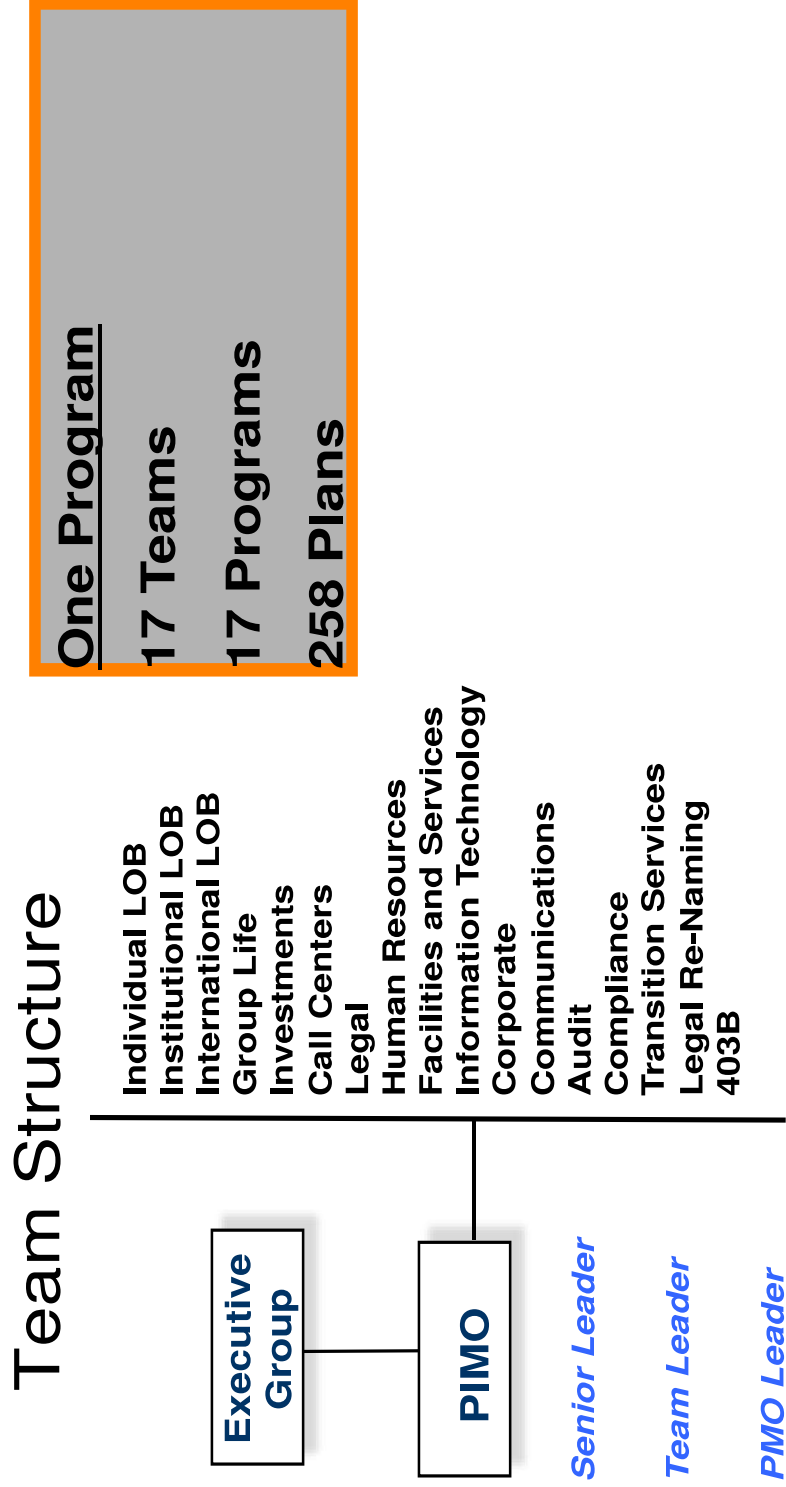 Team Structure
Executive
Group
PIMO
Senior Leader
Team Leader
PMO Leader
Individual LOB
Institutional LOB
International LOB
Group Life
Investments
Call Centers
Legal
Human Resources
Facilities and Services
Information Technology
Corporate
Communications
Audit
Compliance
Transition Services
Legal Re-Naming
403B
One Program
17 Teams
17 Programs
258 Plans